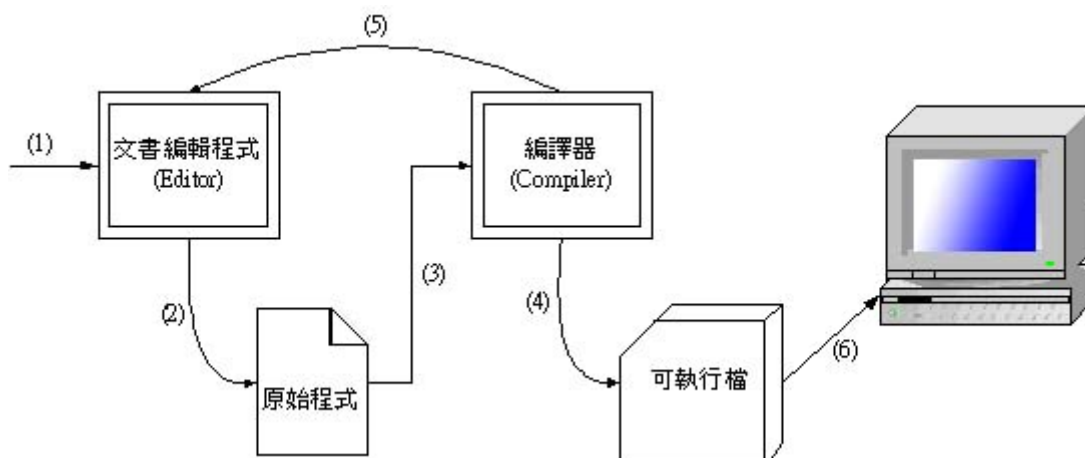 (5)
(1)
文書編輯程式
(Editor)
編譯器
(Compiler)
(2)
(3)
(4)
(6)
原始程式
可執行檔